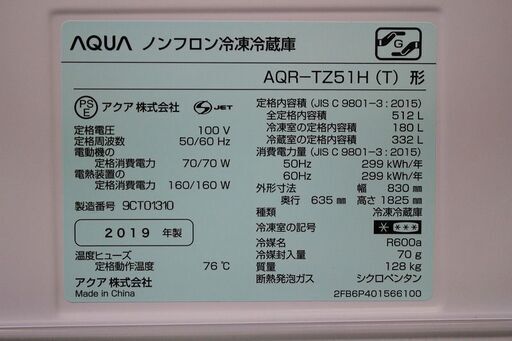 AQUA ノンフロン冷凍冷蔵庫
G
AQR-TZ51H (T) 形
PS
E
アクア 株式会社
S JET
定格電圧 100 V
定格周波数 50/60 Hz
電動機の
定格消費電力 70/70 W
電熱装置の
定格消費電力 160/160 W
製造番号 9CT01310
2019 年製
温度ヒューズ
定格動作温度 76℃
アクア 株式会社
Made in China
定格内容積 (JIS C 9801-3 : 2015)
全定格内容積 512 L
冷凍室の定格内容積 180 L
冷蔵室の定格内容積 332 L
消費電力量 (JIS C 9801-3 : 2015)
50Hz 299 kWh/年
60Hz 299 kWh/年
外形寸法 幅 830 mm
奥行 635 mm 高さ 1825 mm
種類 冷凍冷蔵庫
冷凍室の記号
冷媒名 R600a
冷媒封入量 70 g
質量 128 kg
断熱発泡ガス シクロペンタン
2FB6P401566100